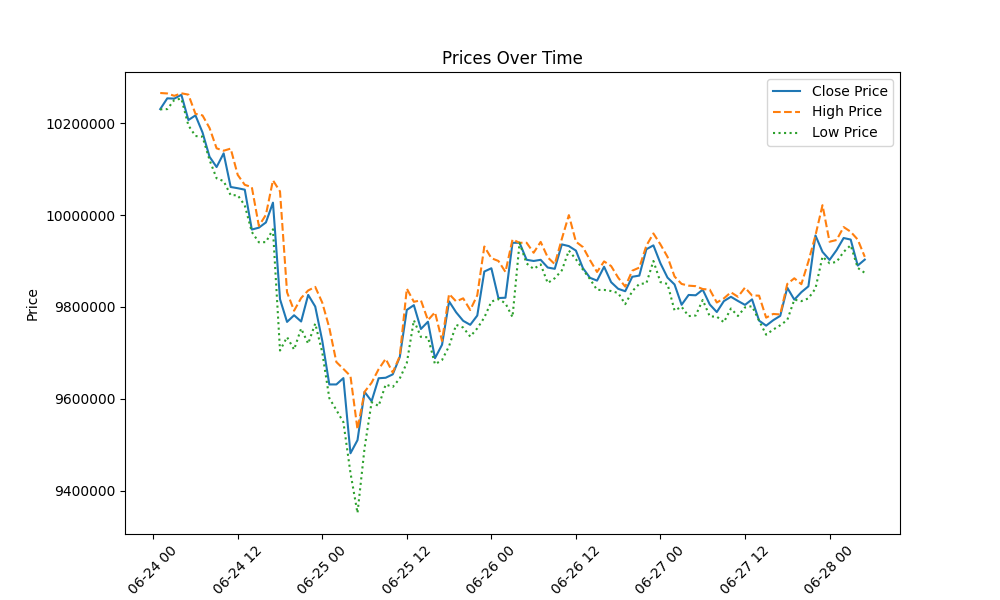 Prices Over Time
Close Price
High Price
Low Price
Price
10200000
10000000
9800000
9600000
9400000
06-24 00
06-24 12
06-25 00
06-25 12
06-26 00
06-26 12
06-27 00
06-27 12
06-28 00